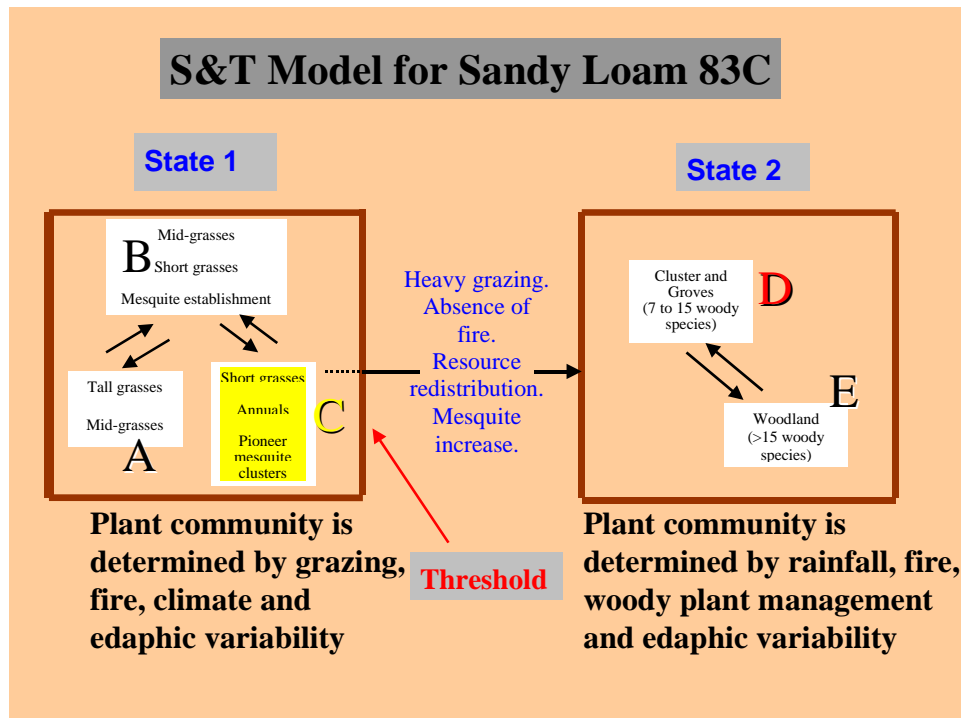 S&T Model for Sandy Loam 83C
State 1
State 2
B
Mid-grasses
Short grasses
Mesquite establishment
Tall grasses
Mid-grasses
A
Short grasses
Annuals
Pioneer
mesquite
clusters
C
Heavy grazing.
Absence of
fire.
Resource
redistribution.
Mesquite
increase.
Cluster and
Groves
(7 to 15 woody
species)
D
E
Woodland
(>15 woody
species)
Plant community is
determined by grazing,
fire, climate and
edaphic variability
Threshold
Plant community is
determined by rainfall, fire,
woody plant management
and edaphic variability